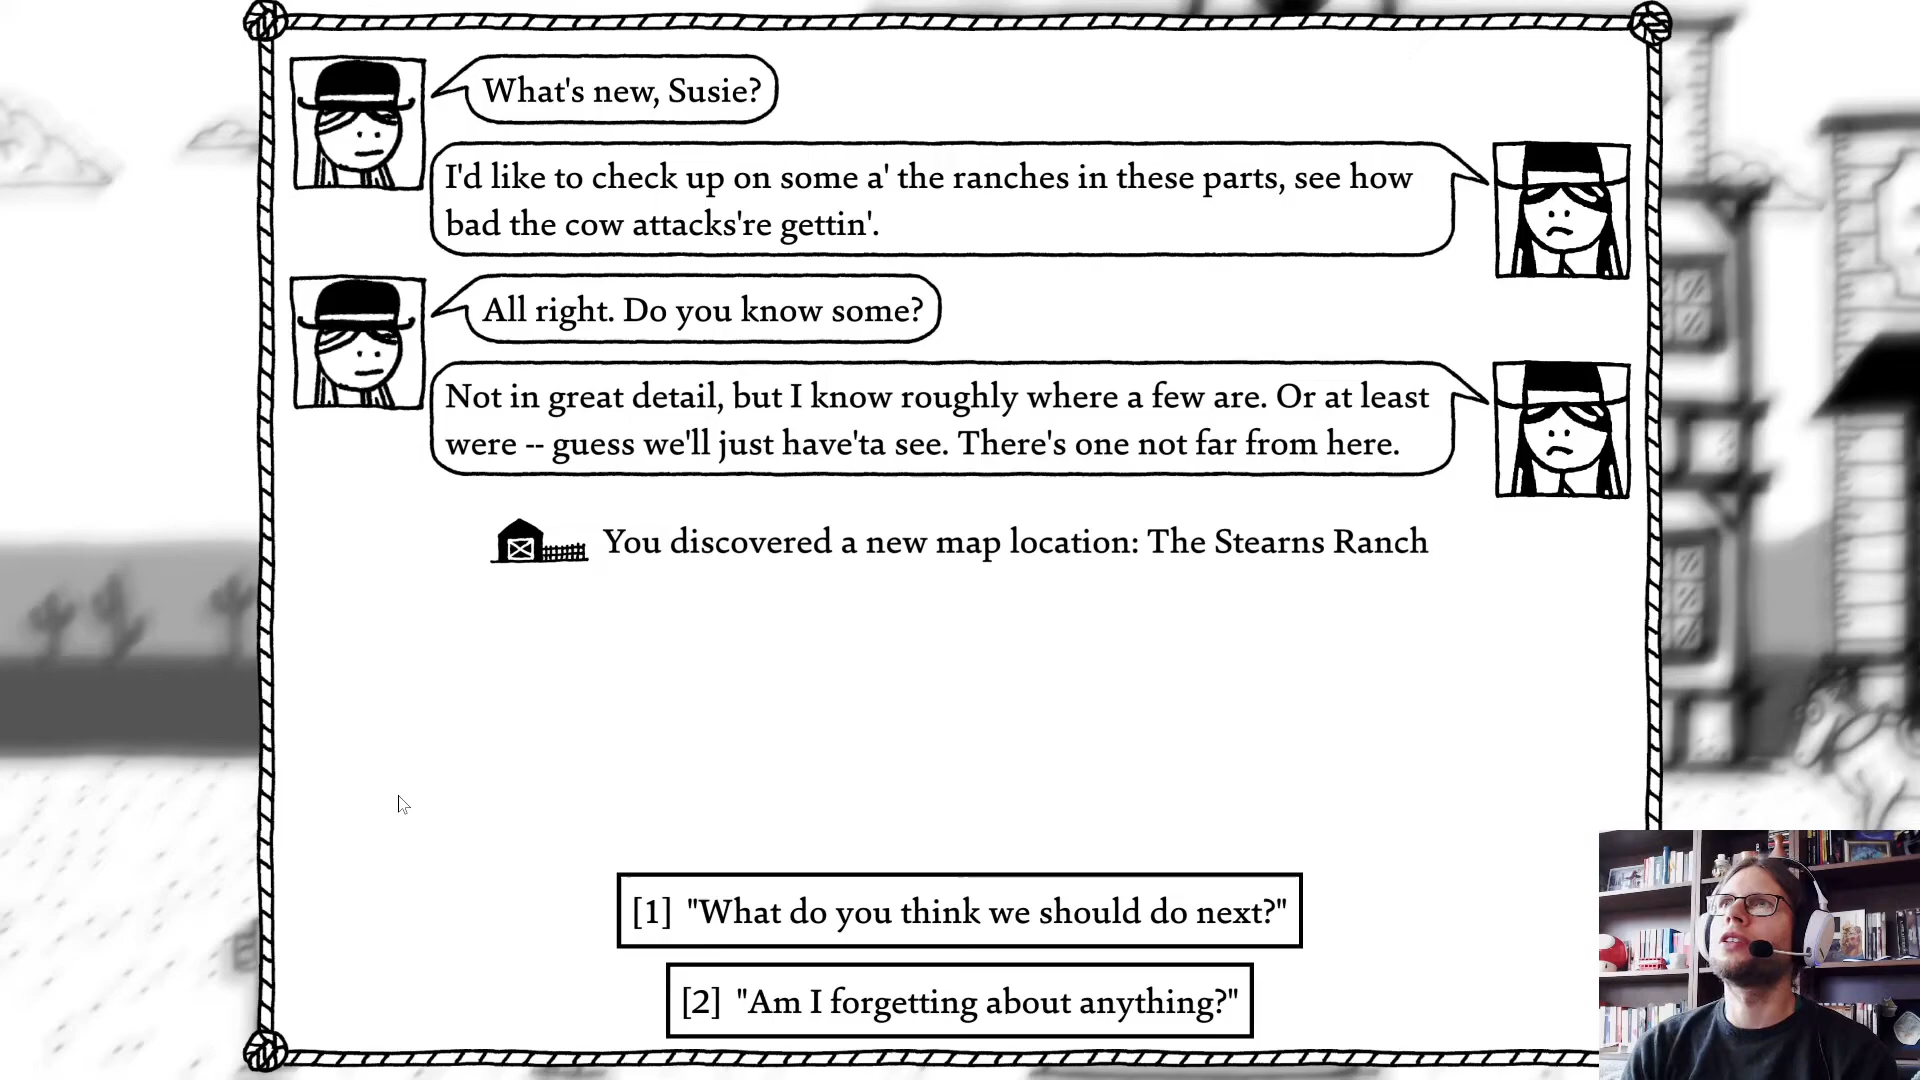 What's new, Susie?
I'd like to check up on some a' the ranches in these parts, see how
bad the cow attacks're gettin'.
All right. Do you know some?
Not in great detail, but I know roughly where a few are. Or at least
were -- guess we'll just have'ta see. There's one not far from here.
You discovered a new map location: The Stearns Ranch
[1] "What do you think we should do next?"
[2] "Am I forgetting about anything?"